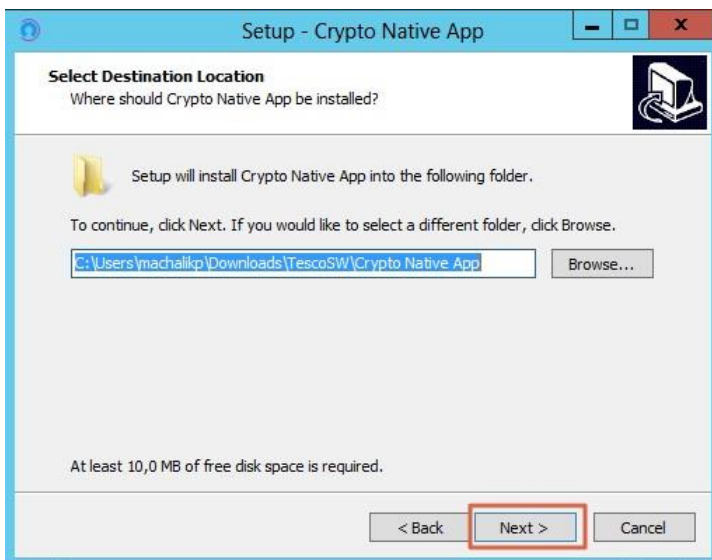 Setup - Crypto Native App
Select Destination Location
Where should Crypto Native App be installed?
Setup will install Crypto Native App into the following folder.
To continue, click Next. If you would like to select a different folder, click Browse.
C:\Users\machalikp\Downloads\TescoSW\Crypto Native App
Browse...
At least 10,0 MB of free disk space is required.
< Back
Next >
Cancel